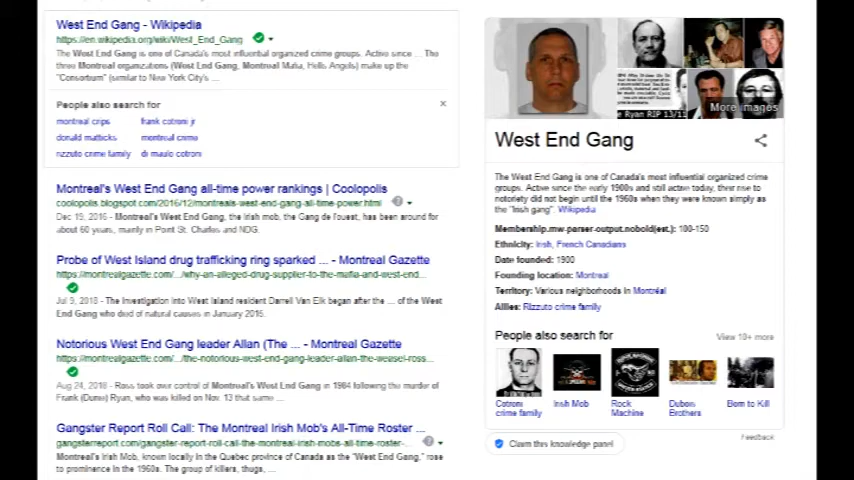 West End Gang - Wikipedia
https://en.wikipedia.org/wiki/West_End_Gang
The West End Gang is one of Canada's most influential organized crime groups. Active since ... The
three Montreal organizations (West End Gang, Montreal Mafia, Hells Angels) make up the
"Consortium" (similar to New York City's ...
People also search for
montreal crips frank cotroni jr
donald matticks montreal crime
rizzuto crime family di maulo cotroni
Montreal's West End Gang all-time power rankings | Coolopolis
coolopolis.blogspot.com/2016/12/montreals-west-end-gang-all-time-power.html
Dec 19, 2016 - Montreal's West End Gang, the Irish mob, the Gang de l'ouest, has been around for
about 60 years, mainly in Point St. Charles and NDG.
Probe of West Island drug trafficking ring sparked ... - Montreal Gazette
https://montrealgazette.com/.../why-an-alleged-drug-supplier-to-the-mafia-and-west-end...
Jul 9, 2018 - The investigation into West Island resident Darrell Van Elk began after the ... of the West
End Gang who died of natural causes in January 2015.
Notorious West End Gang leader Allan (The ... - Montreal Gazette
https://montrealgazette.com/.../the-notorious-west-end-gang-leader-allan-the-weasel-ross...
Aug 24, 2018 - Ross took over control of Montreal's West End Gang in 1984 following the murder of
Frank (Dunie) Ryan, who was killed on Nov. 13 that same ...
Gangster Report Roll Call: The Montreal Irish Mob's All-Time Roster ...
gangsterreport.com/gangster-report-roll-call-the-montreal-irish-mobs-all-time-roster-...
Montreal's Irish Mob, known locally in the Quebec province of Canada as the "West End Gang," rose
to prominence in the 1960s. The group of killers, thugs, ...
e Ryan RIP 13/11
More images
West End Gang
The West End Gang is one of Canada's most influential organized crime
groups. Active since the early 1900s and still active today, their rise to
notoriety did not begin until the 1960s when they were known simply as
the "Irish gang". Wikipedia
Membership.mw-parser-output.nobold(est.): 100-150
Ethnicity: Irish, French Canadians
Date founded: 1900
Founding location: Montreal
Territory: Various neighborhoods in Montréal
Allies: Rizzuto crime family
People also search for View 10+ more
Cotroni
crime family
Irish Mob
Rock
Machine
Dubois
Brothers
Born to Kill
Claim this knowledge panel
Feedback